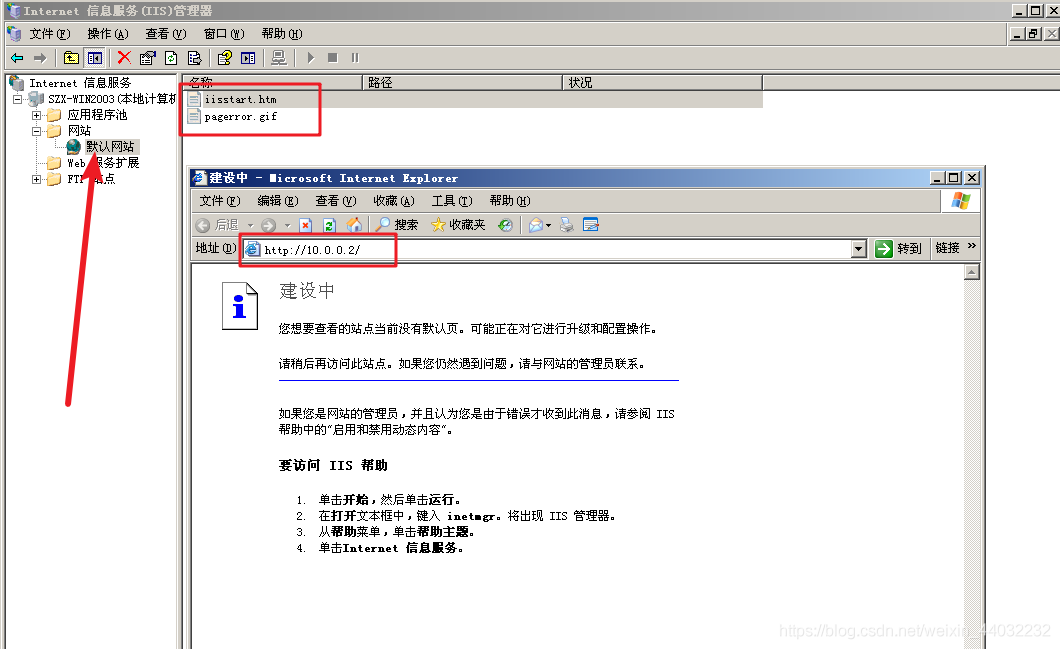 Internet 信息服务(IIS)管理器
文件(F) 操作(A) 查看(V) 窗口(W) 帮助(H)
Internet 信息服务
SZX-WIN2003(本地计算机
应用程序池
网站
默认网站
Web 服务扩展
FTP 站点
名称 路径 状况
iisstart.htm
pagerror.gif
建设中 - Microsoft Internet Explorer
文件(F) 编辑(E) 查看(V) 收藏(A) 工具(T) 帮助(H)
后退 搜索 收藏夹
地址(D) http://10.0.0.2/ 转到 链接 »
建设中
您想要查看的站点当前没有默认页。可能正在对它进行升级和配置操作。
请稍后再访问此站点。如果您仍然遇到问题，请与网站的管理员联系。
如果您是网站的管理员，并且认为您是由于错误才收到此消息，请参阅 IIS
帮助中的“启用和禁用动态内容”。
要访问 IIS 帮助
1. 单击开始，然后单击运行。
2. 在打开文本框中，键入 inetmgr。将出现 IIS 管理器。
3. 从帮助菜单，单击帮助主题。
4. 单击Internet 信息服务。
https://blog.csdn.net/weixin_44032232